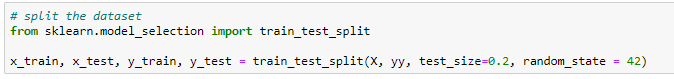 # split the dataset
from sklearn.model_selection import train_test_split
x_train, x_test, y_train, y_test = train_test_split(X, yy, test_size=0.2, random_state = 42)